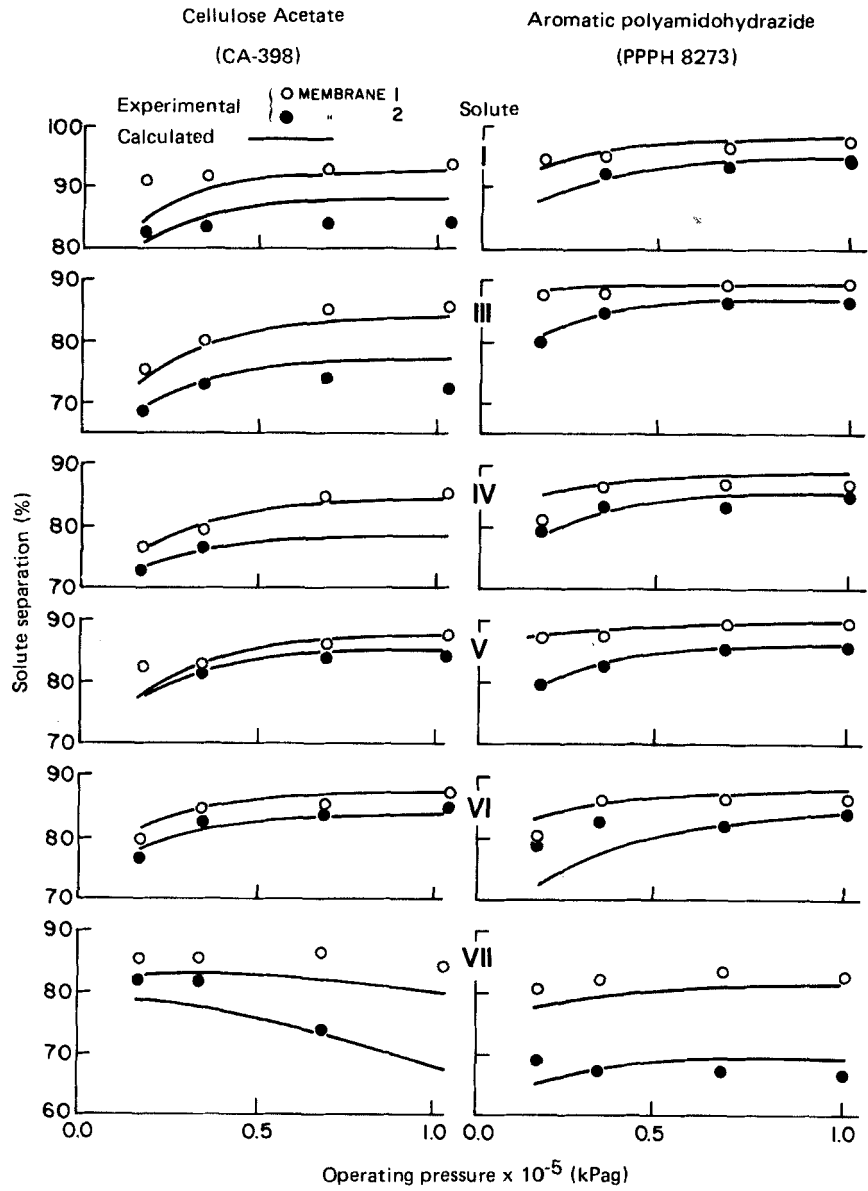 Cellulose Acetate
(CA-398)
Aromatic polyamidohydrazide
(PPPH 8273)
Experimental
MEMBRANE 1
" 2
Calculated
Solute
100
90
80
I
90
80
70
III
90
80
70
IV
90
80
70
V
90
80
70
VI
90
80
70
60
VII
0.0
0.5
1.0
0.0
0.5
1.0
Solute separation (%)
Operating pressure x 10-5 (kPag)